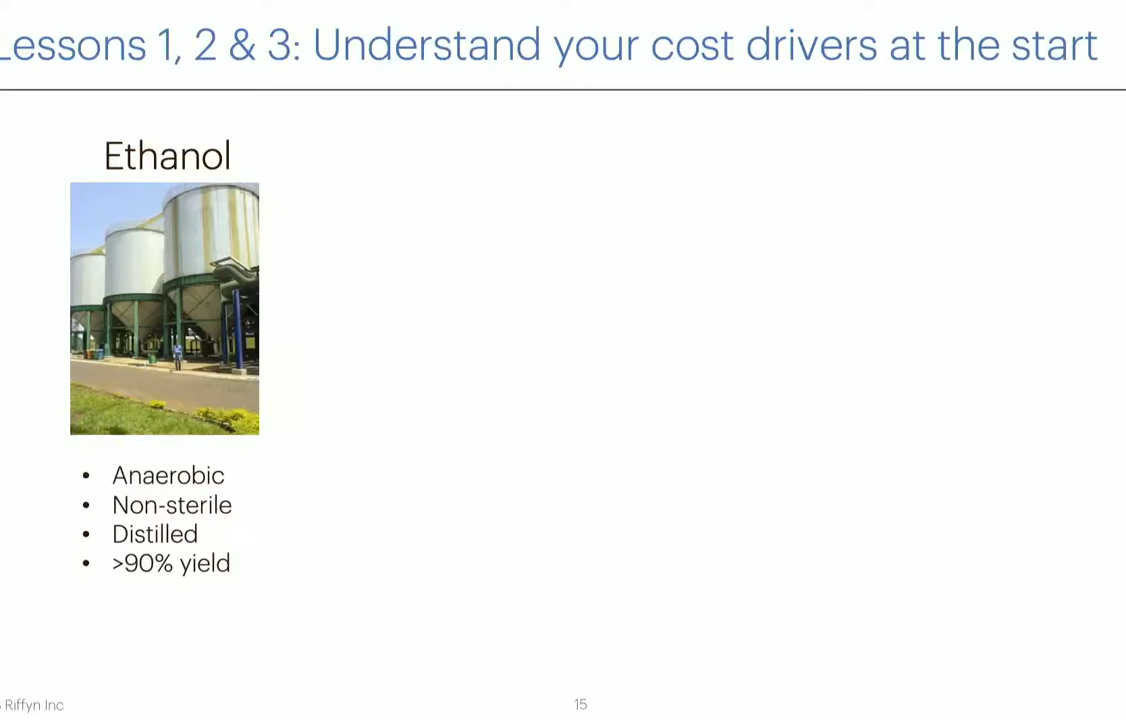 Lessons 1, 2 & 3: Understand your cost drivers at the start
Ethanol
• Anaerobic
• Non-sterile
• Distilled
• >90% yield
Riffyn Inc
15